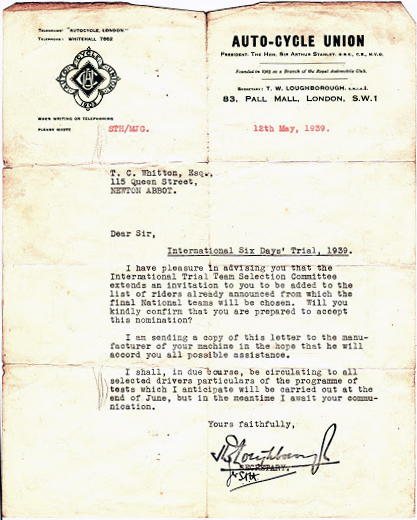 TELEGRAMS: "AUTOCYCLE, LONDON."
TELEPHONE: WHITEHALL 7662
AUTO CYCLE UNION
1903
WHEN WRITING OR TELEPHONING
PLEASE QUOTE STH/MJG.
AUTO-CYCLE UNION
PRESIDENT: THE HON. SIR ARTHUR STANLEY, G.B.E., C.B., M.V.O.
Founded in 1903 as a Branch of the Royal Automobile Club.
SECRETARY: T. W. LOUGHBOROUGH,
83, PALL MALL, LONDON, S.W.1
12th May, 1939.
T. C. Whitton, Esq.,
115 Queen Street,
NEWTON ABBOT.
Dear Sir,
International Six Days' Trial, 1939.
I have pleasure in advising you that the
International Trial Team Selection Committee
extends an invitation to you to be added to the
list of riders already announced from which the
final National teams will be chosen. Will you
kindly confirm that you are prepared to accept
this nomination?
I am sending a copy of this letter to the manu-
facturer of your machine in the hope that he will
accord you all possible assistance.
I shall, in due course, be circulating to all
selected drivers particulars of the programme of
tests which I anticipate will be carried out at the
end of June, but in the meantime I await your commu-
nication.
Yours faithfully,
Loughborough
SECRETARY.